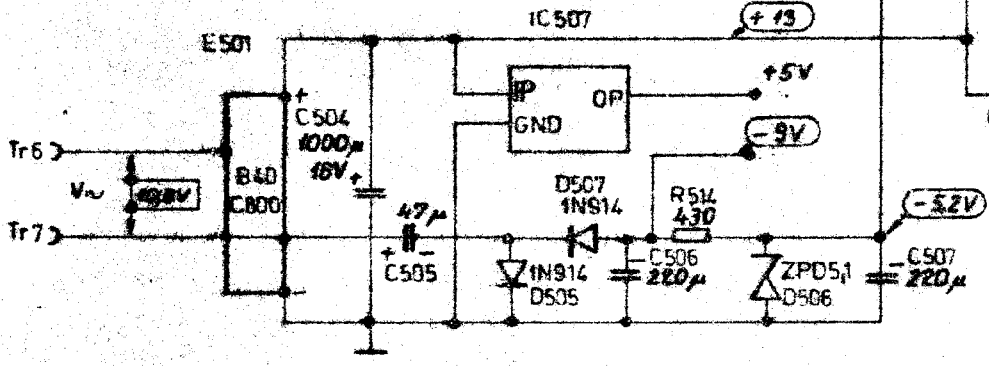 IC507
+13
E501
+5V
IP
OP
GND
-9V
+
C504
1000µ
16V +
Tr6
V~
B40
C800
Tr7
D507
1N914
R514
430
-5.2V
47µ
+ -
C505
1N914
D505
- C506
220µ
ZPD5,1
D506
- C507
220µ